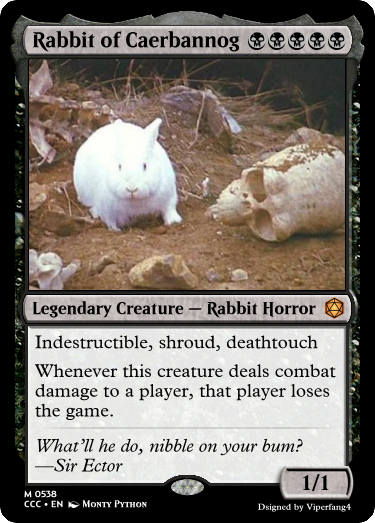 Rabbit of Caerbannog
Legendary Creature — Rabbit Horror
Indestructible, shroud, deathtouch
Whenever this creature deals combat
damage to a player, that player loses
the game.
What'll he do, nibble on your bum?
—Sir Ector
1/1
M 0538
CCC • EN Monty Python
Dsigned by Viperfang4